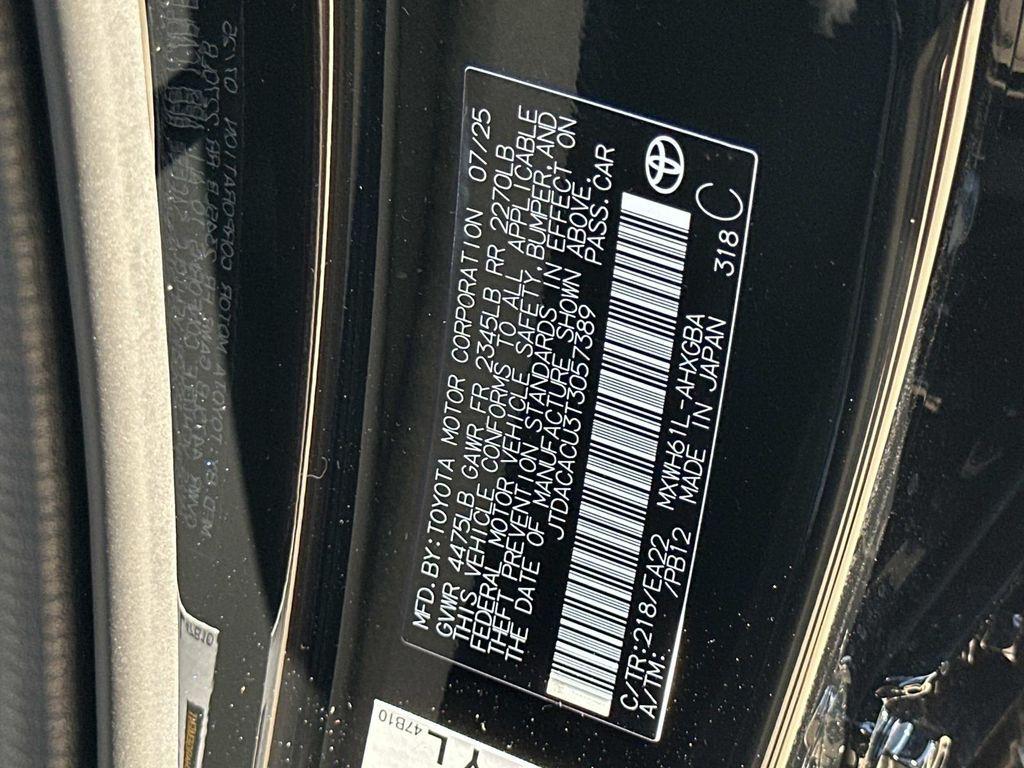 MFD.BY:TOYOTA MOTOR CORPORATION 07/25
GVWR 4475LB GAWR FR 2345LB RR 2270LB
THIS VEHICLE CONFORMS TO ALL APPLICABLE
FEDERAL MOTOR VEHICLE SAFETY, BUMPER, AND
THEFT PREVENTION STANDARDS IN EFFECT ON
THE DATE OF MANUFACTURE SHOWN ABOVE.
JTDACACU3T3057389 PASS.CAR
C/TR:218/EA22 MXWH61L-AHXGBA
A/TM: -/PB12 MADE IN JAPAN 318 C
47B10
YL